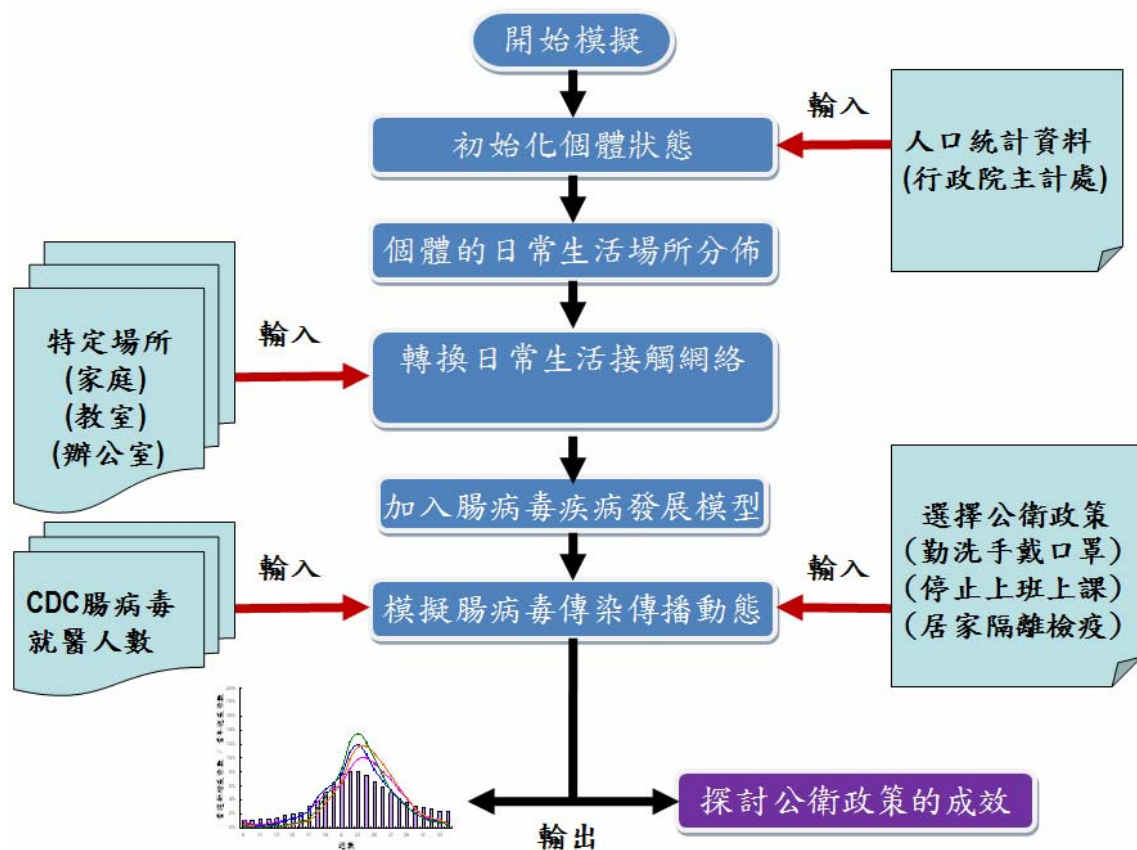 開始模擬
輸入
初始化個體狀態
人口統計資料
(行政院主計處)
個體的日常生活場所分佈
特定場所
(家庭)
(教室)
(辦公室)
輸入
轉換日常生活接觸網絡
加入腸病毒疾病發展模型
選擇公衛政策
(勤洗手戴口罩)
(停止上班上課)
(居家隔離檢疫)
輸入
CDC腸病毒
就醫人數
輸入
模擬腸病毒傳染傳播動態
週數
輸出
探討公衛政策的成效